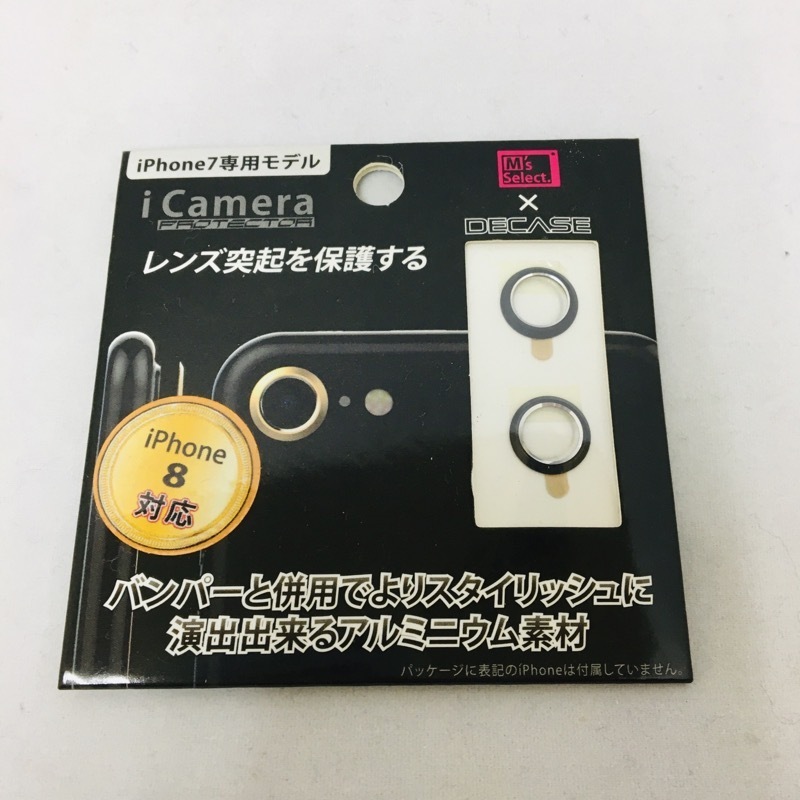 iPhone7専用モデル
i Camera
PROTECTOR
レンズ突起を保護する
M's
Select.
×
DECASE
iPhone
8
対応
バンパーと併用でよりスタイリッシュに
演出出来るアルミニウム素材
パッケージに表記のiPhoneは付属していません。